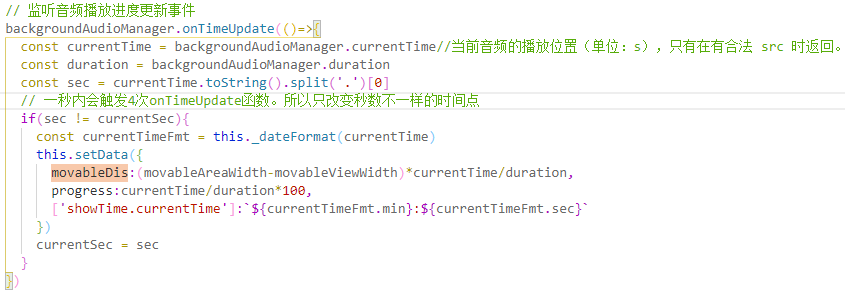 // 监听音频播放进度更新事件
backgroundAudioManager.onTimeUpdate(()=>{
const currentTime = backgroundAudioManager.currentTime//当前音频的播放位置（单位：s），只有在有合法 src 时返回。
const duration = backgroundAudioManager.duration
const sec = currentTime.toString().split('.')[0]
// 一秒内会触发4次onTimeUpdate函数。所以只改变秒数不一样的时间点
if(sec != currentSec){
const currentTimeFmt = this._dateFormat(currentTime)
this.setData({
movableDis:(movableAreaWidth-movableViewWidth)*currentTime/duration,
progress:currentTime/duration*100,
['showTime.currentTime']:`${currentTimeFmt.min}:${currentTimeFmt.sec}`
})
currentSec = sec
}
})